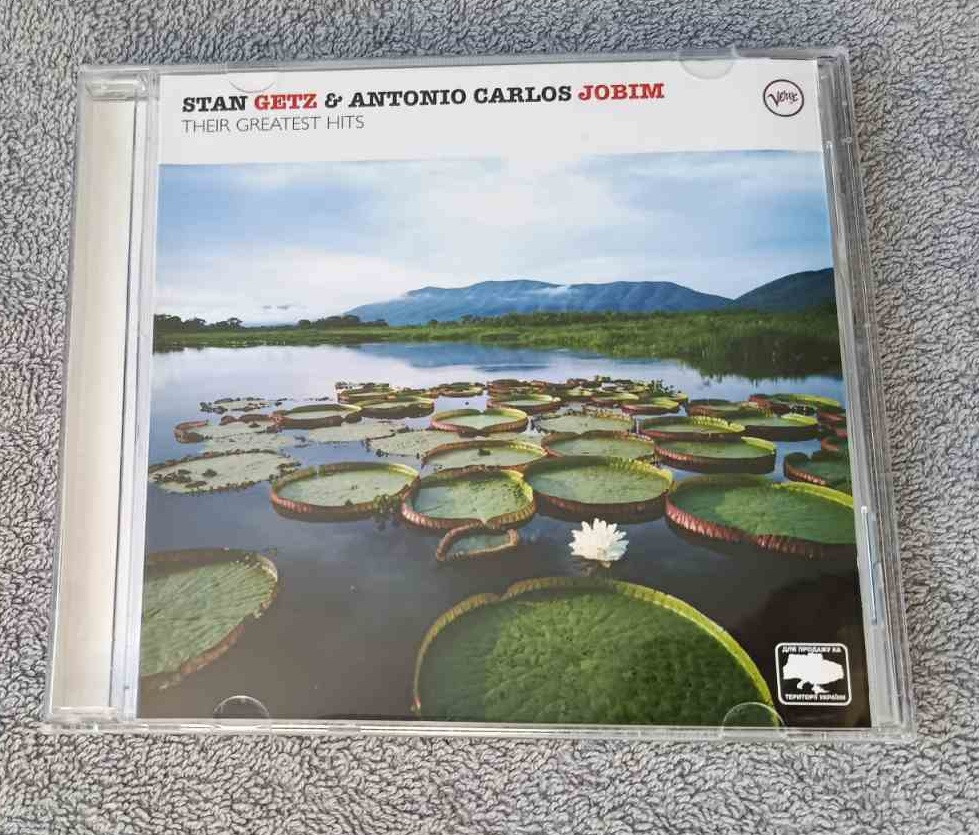 STAN GETZ & ANTONIO CARLOS JOBIM
THEIR GREATEST HITS
Verve
ДЛЯ ПРОДАЖУ НА
ТЕРИТОРІЇ УКРАЇНИ